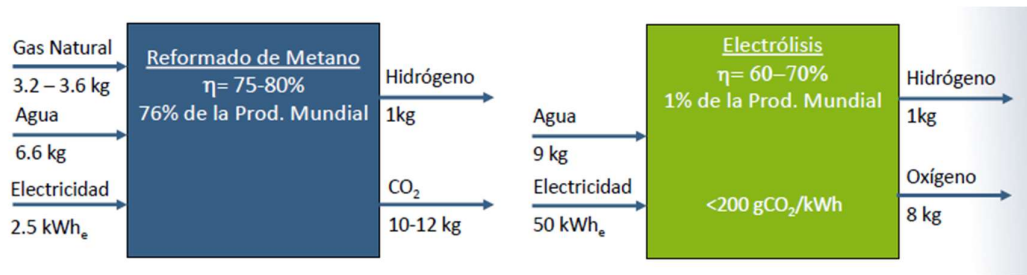 Gas Natural
3.2 – 3.6 kg
Agua
6.6 kg
Electricidad
2.5 kWhₑ
Reformado de Metano
η= 75-80%
76% de la Prod. Mundial
Hidrógeno
1kg
CO₂
10-12 kg
Agua
9 kg
Electricidad
50 kWhₑ
Electrólisis
η= 60–70%
1% de la Prod. Mundial
<200 gCO₂/kWh
Hidrógeno
1kg
Oxígeno
8 kg